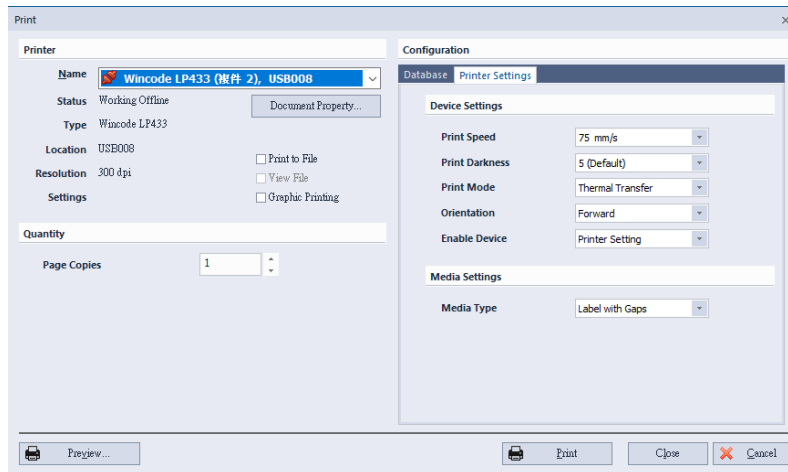 Print
Printer
Name Wincode LP433 (複件 2), USB008
Status Working Offline
Document Property...
Type Wincode LP433
Location USB008
Print to File
Resolution 300 dpi
View File
Settings
Graphic Printing
Quantity
Page Copies 1
Configuration
Database Printer Settings
Device Settings
Print Speed 75 mm/s
Print Darkness 5 (Default)
Print Mode Thermal Transfer
Orientation Forward
Enable Device Printer Setting
Media Settings
Media Type Label with Gaps
Preview... Print Close Cancel